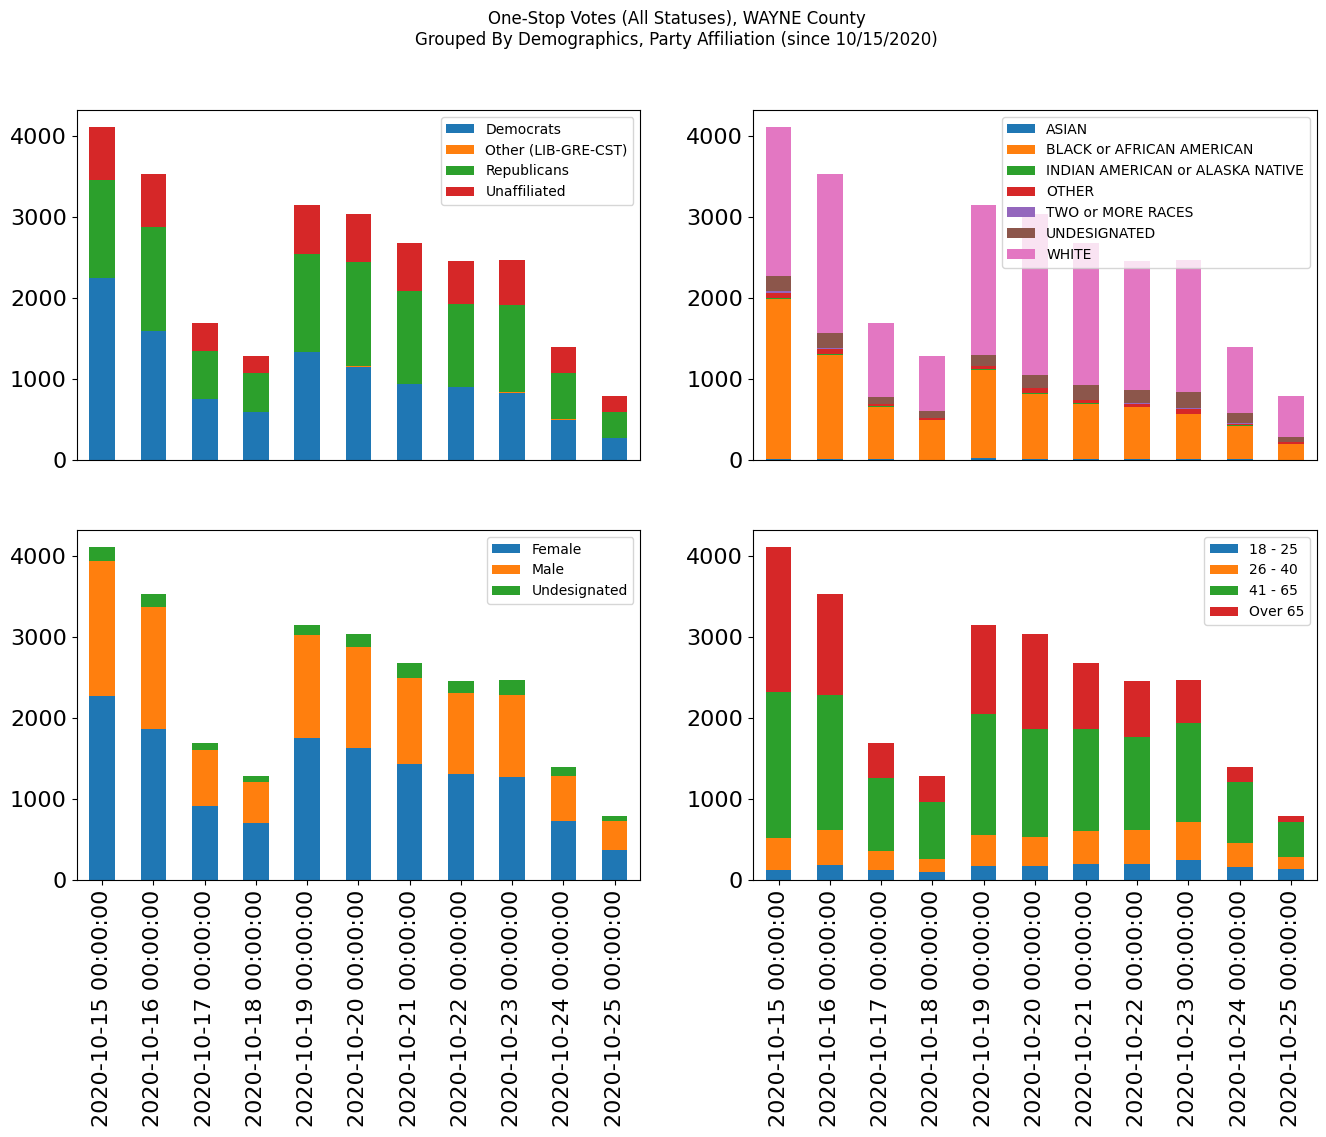 One-Stop Votes (All Statuses), WAYNE County
Grouped By Demographics, Party Affiliation (since 10/15/2020)
4000
3000
2000
1000
0
Democrats
Other (LIB-GRE-CST)
Republicans
Unaffiliated
4000
3000
2000
1000
0
ASIAN
BLACK or AFRICAN AMERICAN
INDIAN AMERICAN or ALASKA NATIVE
OTHER
TWO or MORE RACES
UNDESIGNATED
WHITE
4000
3000
2000
1000
0
Female
Male
Undesignated
2020-10-15 00:00:00
2020-10-16 00:00:00
2020-10-17 00:00:00
2020-10-18 00:00:00
2020-10-19 00:00:00
2020-10-20 00:00:00
2020-10-21 00:00:00
2020-10-22 00:00:00
2020-10-23 00:00:00
2020-10-24 00:00:00
2020-10-25 00:00:00
4000
3000
2000
1000
0
18 - 25
26 - 40
41 - 65
Over 65
2020-10-15 00:00:00
2020-10-16 00:00:00
2020-10-17 00:00:00
2020-10-18 00:00:00
2020-10-19 00:00:00
2020-10-20 00:00:00
2020-10-21 00:00:00
2020-10-22 00:00:00
2020-10-23 00:00:00
2020-10-24 00:00:00
2020-10-25 00:00:00